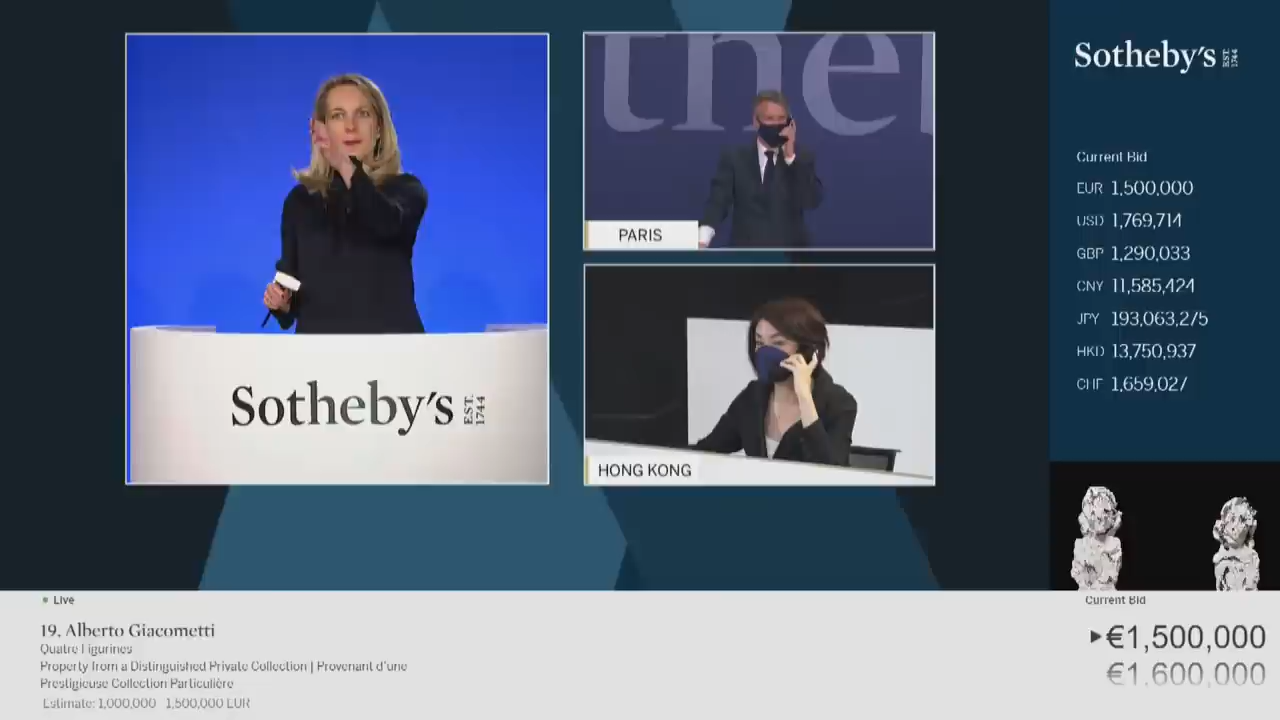 the
PARIS
Sotheby's EST. 1744
HONG KONG
Sotheby's EST. 1744
Current Bid
EUR 1,500,000
USD 1,769,714
GBP 1,290,033
CNY 11,585,424
JPY 193,063,275
HKD 13,750,937
CHF 1,659,027
Live
19. Alberto Giacometti
Quatre Figurines
Property from a Distinguished Private Collection | Provenant d'une
Prestigieuse Collection Particulière
Estimate: 1,000,000 - 1,500,000 EUR
Current Bid
€1,500,000
€1,600,000